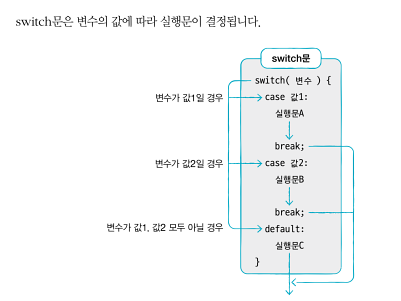 switch문은 변수의 값에 따라 실행문이 결정됩니다.
switch문
switch( 변수 ) {
변수가 값1일 경우
case 값1:
실행문A
break;
변수가 값2일 경우
case 값2:
실행문B
break;
변수가 값1, 값2 모두 아닐 경우
default:
실행문C
}